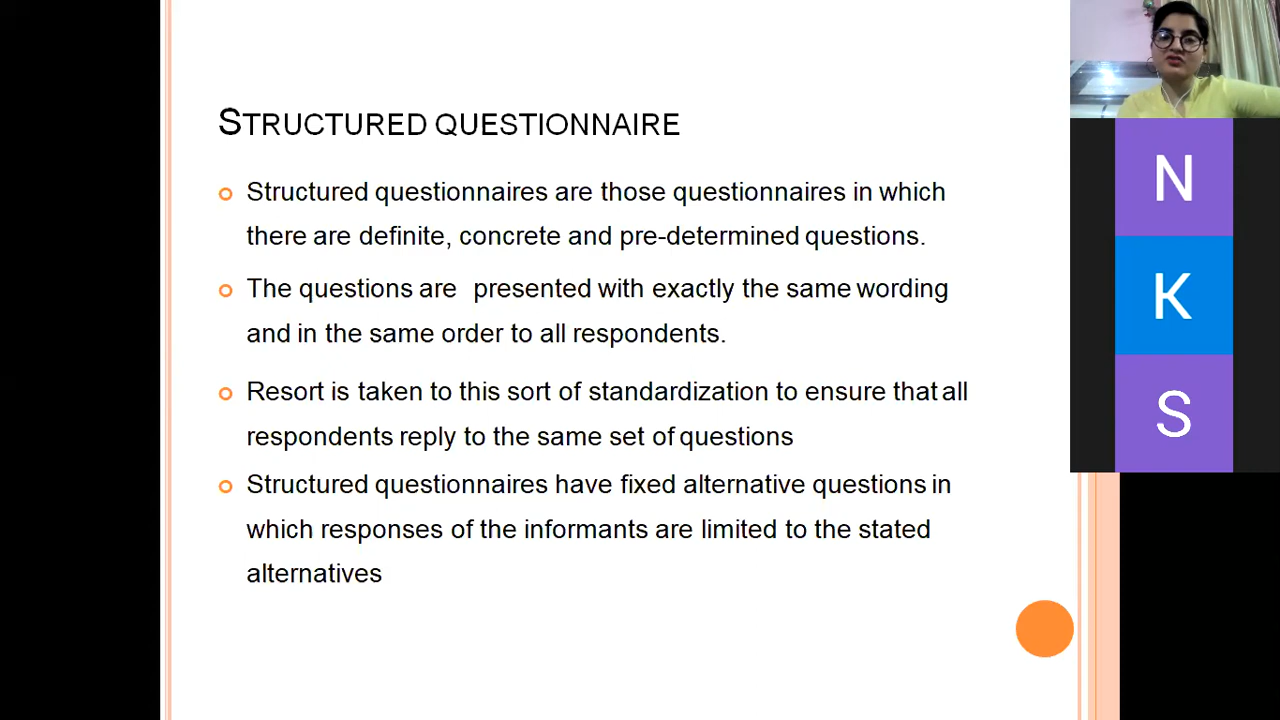 STRUCTURED QUESTIONNAIRE
Structured questionnaires are those questionnaires in which
there are definite, concrete and pre-determined questions.
The questions are presented with exactly the same wording
and in the same order to all respondents.
Resort is taken to this sort of standardization to ensure that all
respondents reply to the same set of questions
Structured questionnaires have fixed alternative questions in
which responses of the informants are limited to the stated
alternatives
N
K
S